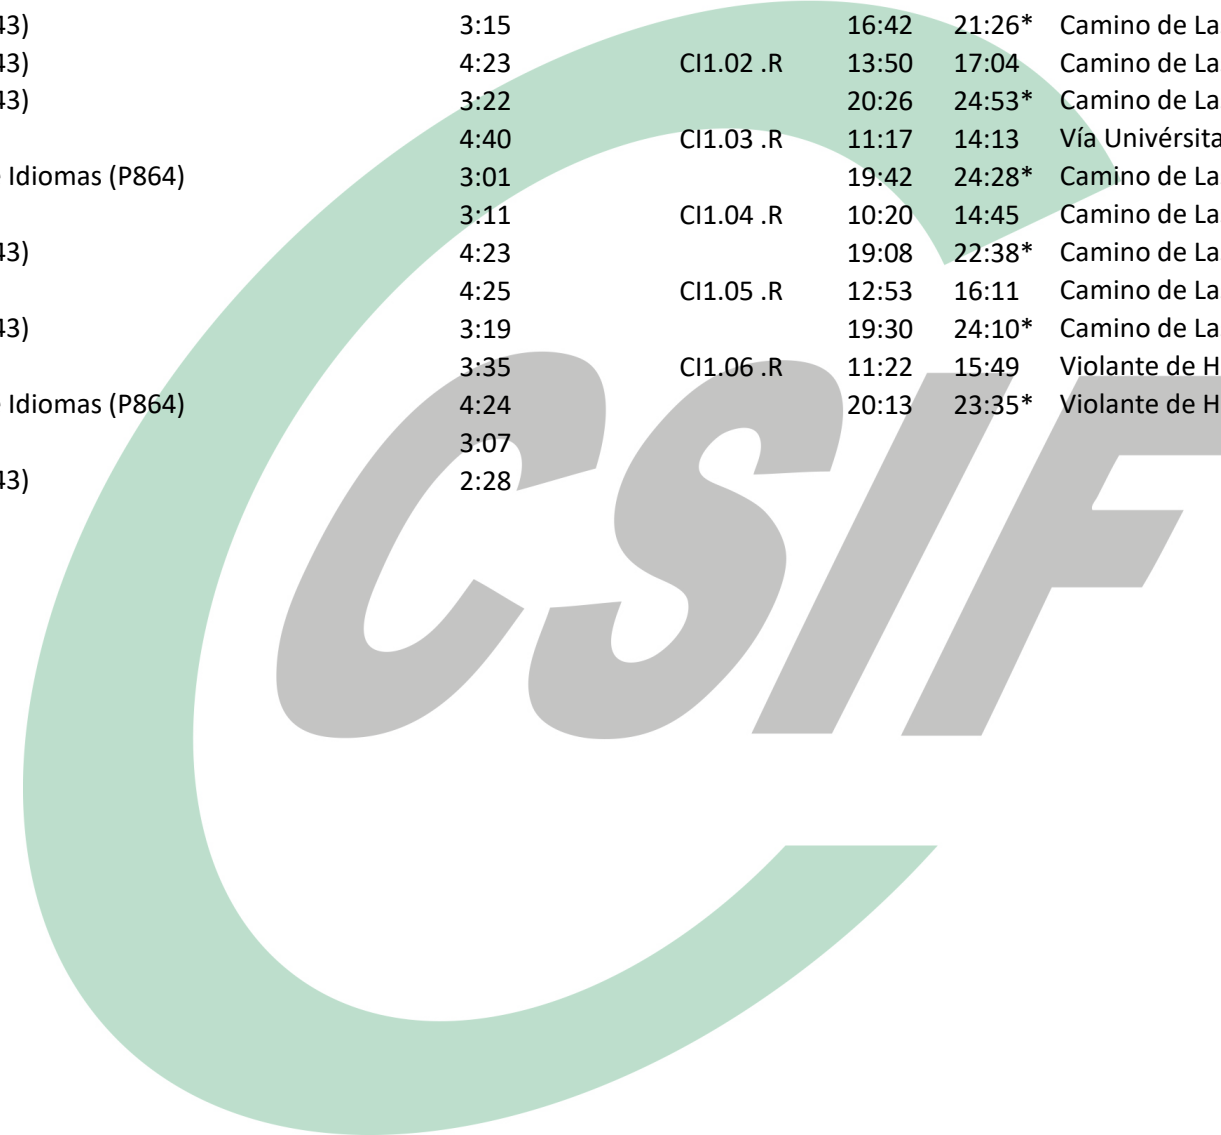 43) 3:15 16:42 21:26* Camino de La
43) 4:23 CI1.02 .R 13:50 17:04 Camino de La
43) 3:22 20:26 24:53* Camino de La
4:40 CI1.03 .R 11:17 14:13 Vía Univérsita
Idiomas (P864) 3:01 19:42 24:28* Camino de La
3:11 CI1.04 .R 10:20 14:45 Camino de La
43) 4:23 19:08 22:38* Camino de La
4:25 CI1.05 .R 12:53 16:11 Camino de La
43) 3:19 19:30 24:10* Camino de La
3:35 CI1.06 .R 11:22 15:49 Violante de H
Idiomas (P864) 4:24 20:13 23:35* Violante de H
3:07
43) 2:28
CSIF